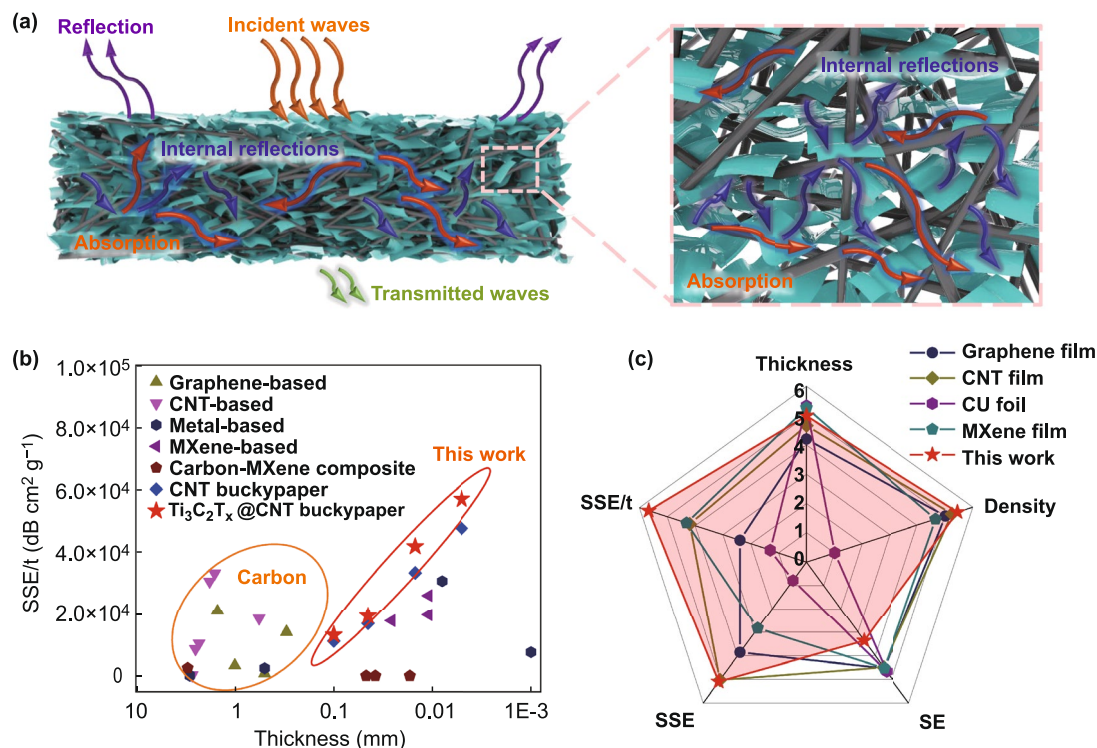 (a)
Reflection
Incident waves
Internal reflections
Absorption
Transmitted waves
Internal reflections
Absorption
(b)
SSE/t (dB cm² g⁻¹)
1.0×10⁵
8.0×10⁴
6.0×10⁴
4.0×10⁴
2.0×10⁴
0
Graphene-based
CNT-based
Metal-based
MXene-based
Carbon-MXene composite
CNT buckypaper
Ti₃C₂Tₓ@CNT buckypaper
This work
Carbon
10
1
0.1
0.01
1E-3
Thickness (mm)
(c)
Thickness
6
5
4
3
2
1
0
Density
SE
SSE
SSE/t
Graphene film
CNT film
CU foil
MXene film
This work